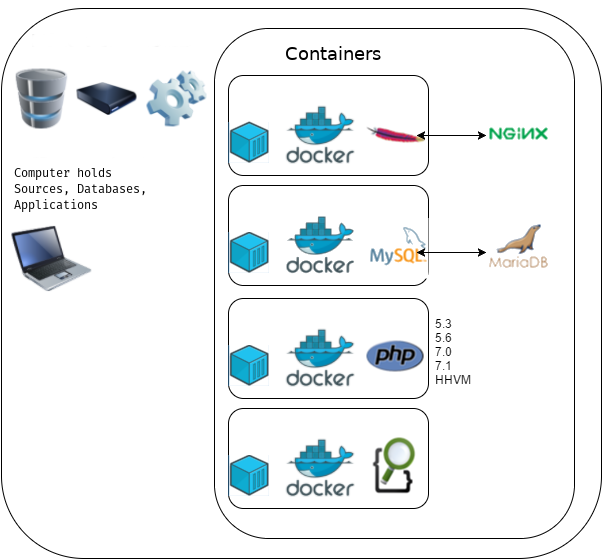 Containers
Computer holds
Sources, Databases,
Applications
docker
NGiNX
docker
MySQL
MariaDB
docker
php
5.3
5.6
7.0
7.1
HHVM
docker